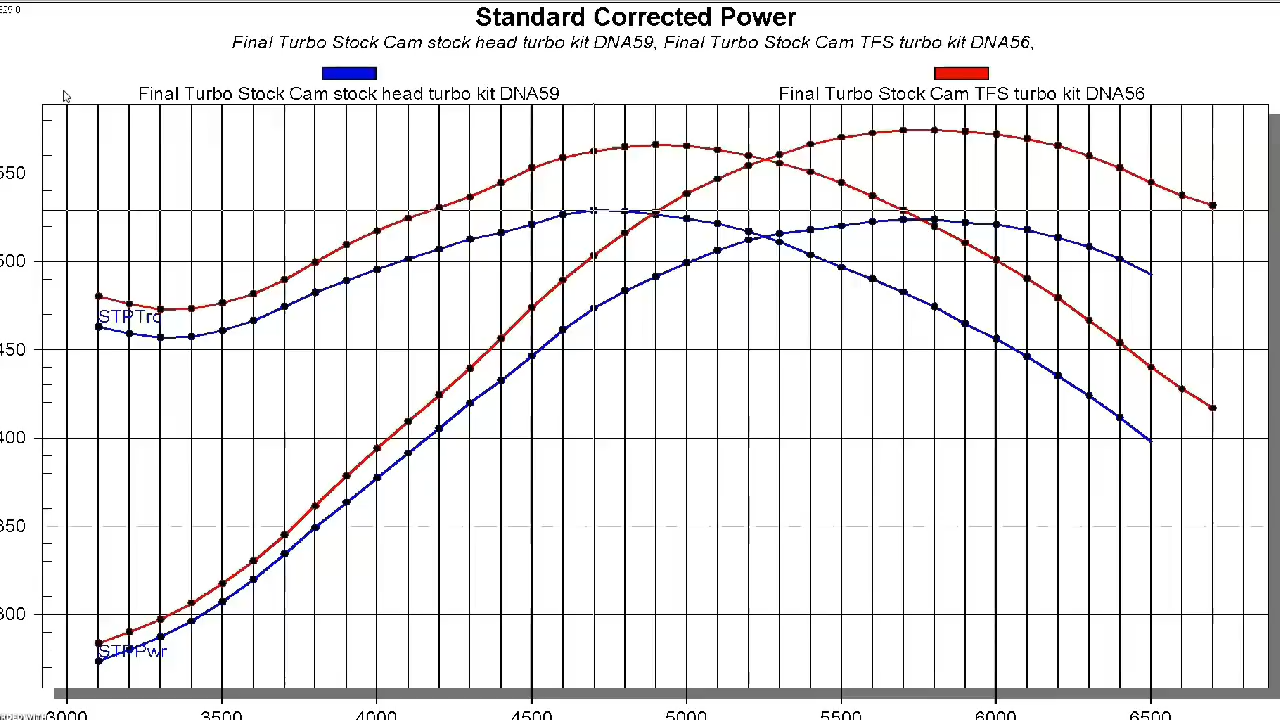 Standard Corrected Power
Final Turbo Stock Cam stock head turbo kit DNA59, Final Turbo Stock Cam TFS turbo kit DNA56,
Final Turbo Stock Cam stock head turbo kit DNA59
Final Turbo Stock Cam TFS turbo kit DNA56
550
500
STPTrq
450
400
350
300
STPPwr
3000 3500 4000 4500 5000 5500 6000 6500